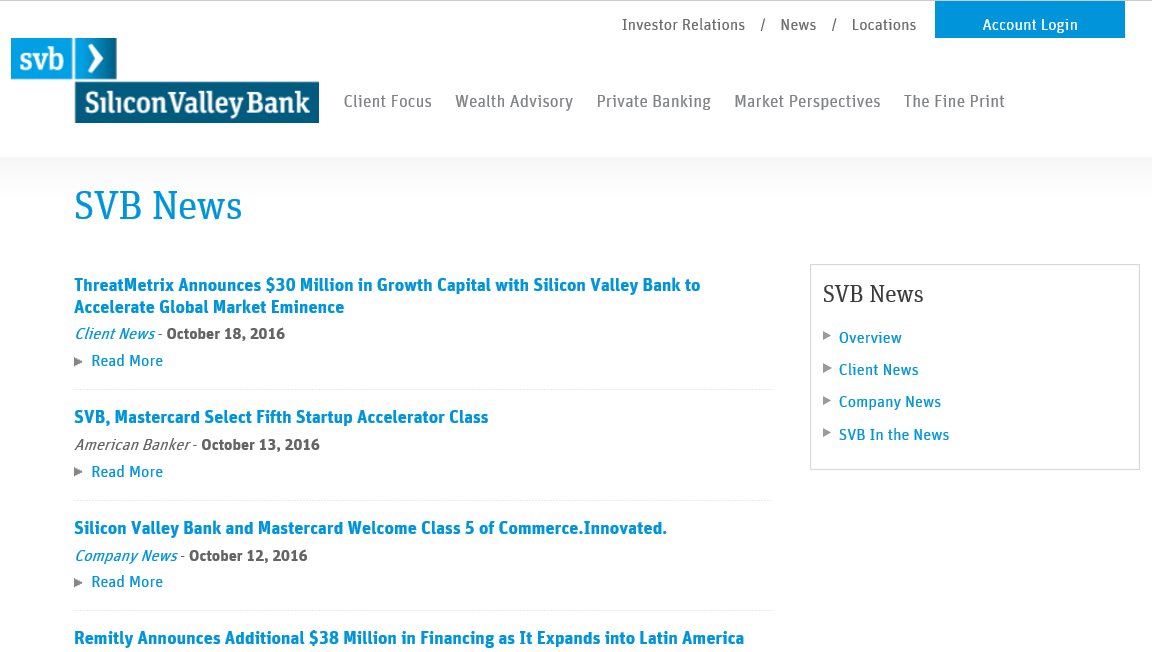 Investor Relations / News / Locations Account Login
svb
Silicon Valley Bank
Client Focus Wealth Advisory Private Banking Market Perspectives The Fine Print
SVB News
ThreatMetrix Announces $30 Million in Growth Capital with Silicon Valley Bank to
Accelerate Global Market Eminence
Client News - October 18, 2016
Read More
SVB, Mastercard Select Fifth Startup Accelerator Class
American Banker - October 13, 2016
Read More
Silicon Valley Bank and Mastercard Welcome Class 5 of Commerce.Innovated.
Company News - October 12, 2016
Read More
Remitly Announces Additional $38 Million in Financing as It Expands into Latin America
SVB News
Overview
Client News
Company News
SVB In the News